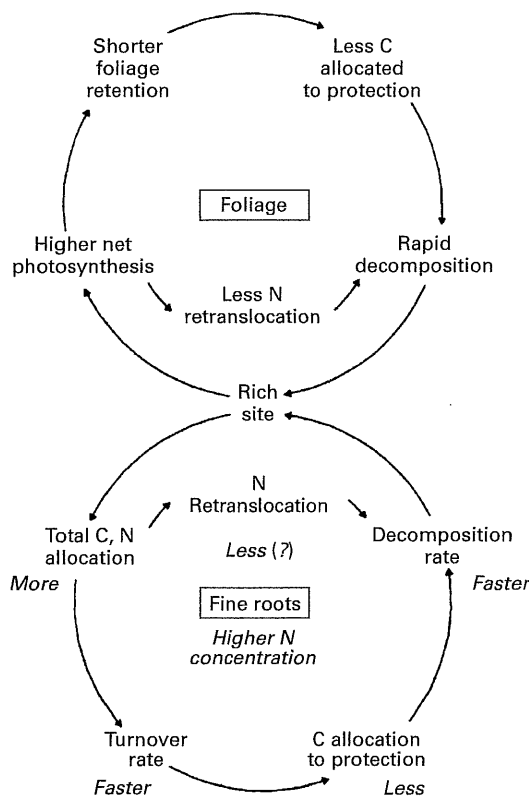 Shorter
foliage
retention
Less C
allocated
to protection
Foliage
Higher net
photosynthesis
Less N
retranslocation
Rapid
decomposition
Rich
site
N
Retranslocation
Total C, N
allocation
More
Less (?)
Decomposition
rate
Faster
Fine roots
Higher N
concentration
Turnover
rate
Faster
C allocation
to protection
Less